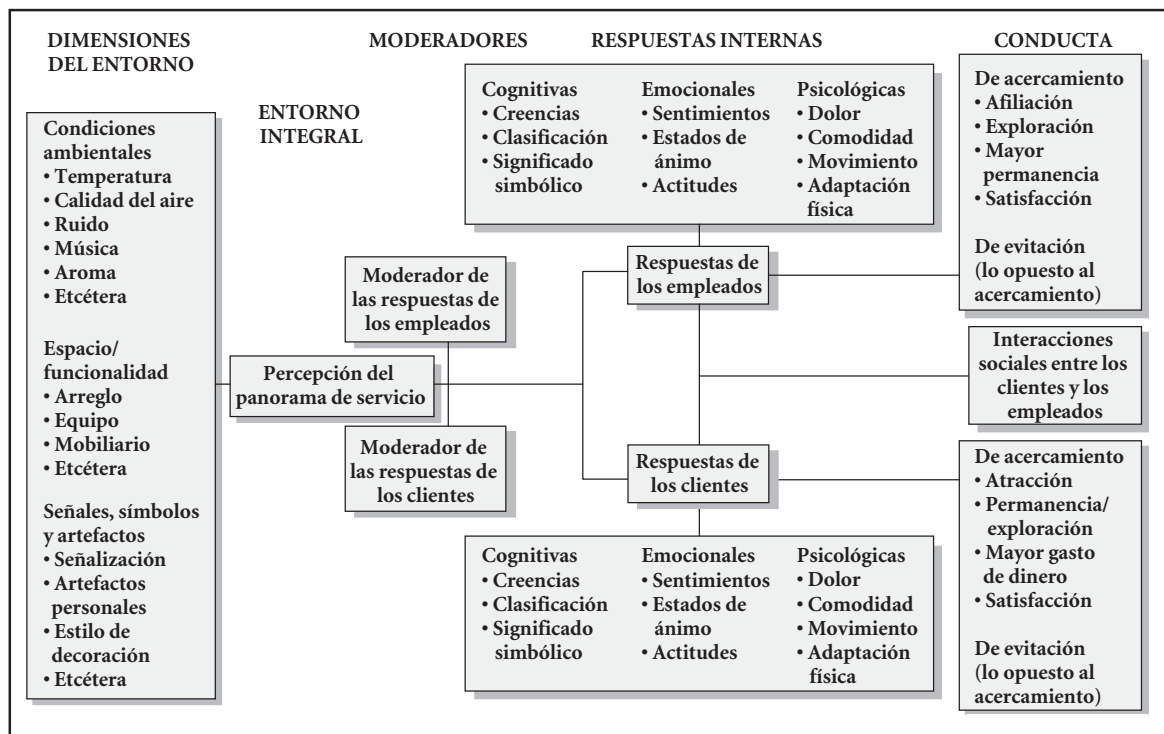 DIMENSIONES
DEL ENTORNO
Condiciones
ambientales
• Temperatura
• Calidad del aire
• Ruido
• Música
• Aroma
• Etcétera
Espacio/
funcionalidad
• Arreglo
• Equipo
• Mobiliario
• Etcétera
Señales, símbolos
y artefactos
• Señalización
• Artefactos
personales
• Estilo de
decoración
• Etcétera
ENTORNO
INTEGRAL
Percepción del
panorama de servicio
MODERADORES
Moderador de
las respuestas de
los empleados
Moderador de
las respuestas de
los clientes
RESPUESTAS INTERNAS
Cognitivas
• Creencias
• Clasificación
• Significado
simbólico
Emocionales
• Sentimientos
• Estados de
ánimo
• Actitudes
Psicológicas
• Dolor
• Comodidad
• Movimiento
• Adaptación
física
Respuestas de
los empleados
Respuestas de
los clientes
Cognitivas
• Creencias
• Clasificación
• Significado
simbólico
Emocionales
• Sentimientos
• Estados de
ánimo
• Actitudes
Psicológicas
• Dolor
• Comodidad
• Movimiento
• Adaptación
física
CONDUCTA
De acercamiento
• Afiliación
• Exploración
• Mayor
permanencia
• Satisfacción
De evitación
(lo opuesto al
acercamiento)
Interacciones
sociales entre los
clientes y los
empleados
De acercamiento
• Atracción
• Permanencia/
exploración
• Mayor gasto
de dinero
• Satisfacción
De evitación
(lo opuesto al
acercamiento)